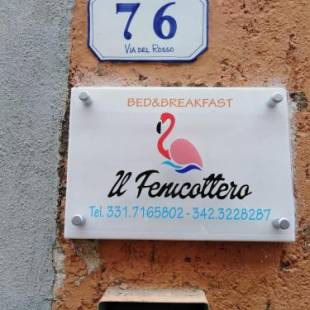 76
VIA DEL ROSSO
BED&BREAKFAST
Il Fenicottero
Tel. 331.7165802 - 342.3228287